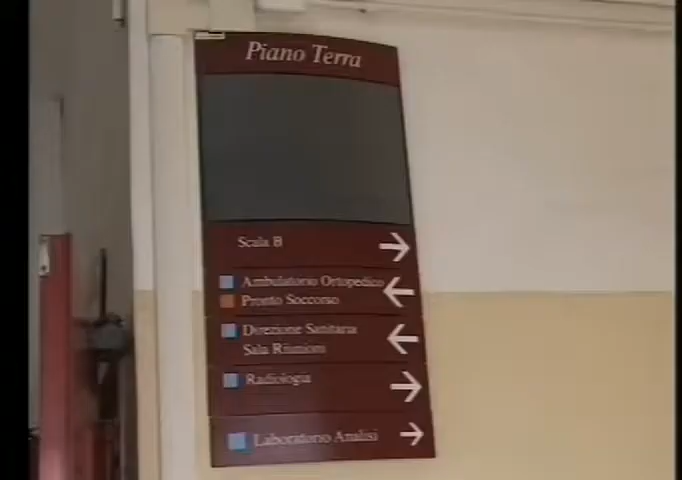 Piano Terra
Scala B
Ambulatorio Ortopedico
Pronto Soccorso
Direzione Sanitaria
Sala Riunioni
Radiologia
Laboratorio Analisi